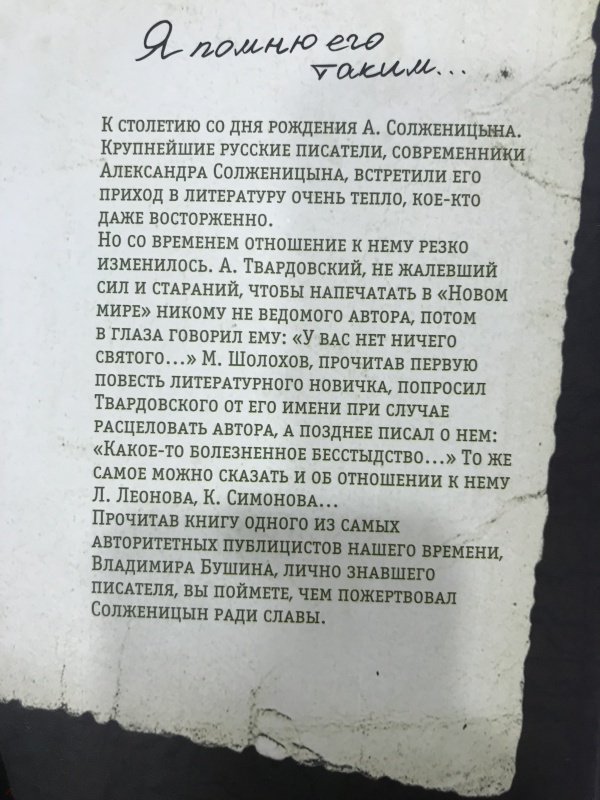 Я помню его
таким...
К столетию со дня рождения А. Солженицына.
Крупнейшие русские писатели, современники
Александра Солженицына, встретили его
приход в литературу очень тепло, кое-кто
даже восторженно.
Но со временем отношение к нему резко
изменилось. А. Твардовский, не жалевший
сил и стараний, чтобы напечатать в «Новом
мире» никому не ведомого автора, потом
в глаза говорил ему: «У вас нет ничего
святого...» М. Шолохов, прочитав первую
повесть литературного новичка, попросил
Твардовского от его имени при случае
расцеловать автора, а позднее писал о нем:
«Какое-то болезненное бесстыдство...» То же
самое можно сказать и об отношении к нему
Л. Леонова, К. Симонова...
Прочитав книгу одного из самых
авторитетных публицистов нашего времени,
Владимира Бушина, лично знавшего
писателя, вы поймете, чем пожертвовал
Солженицын ради славы.